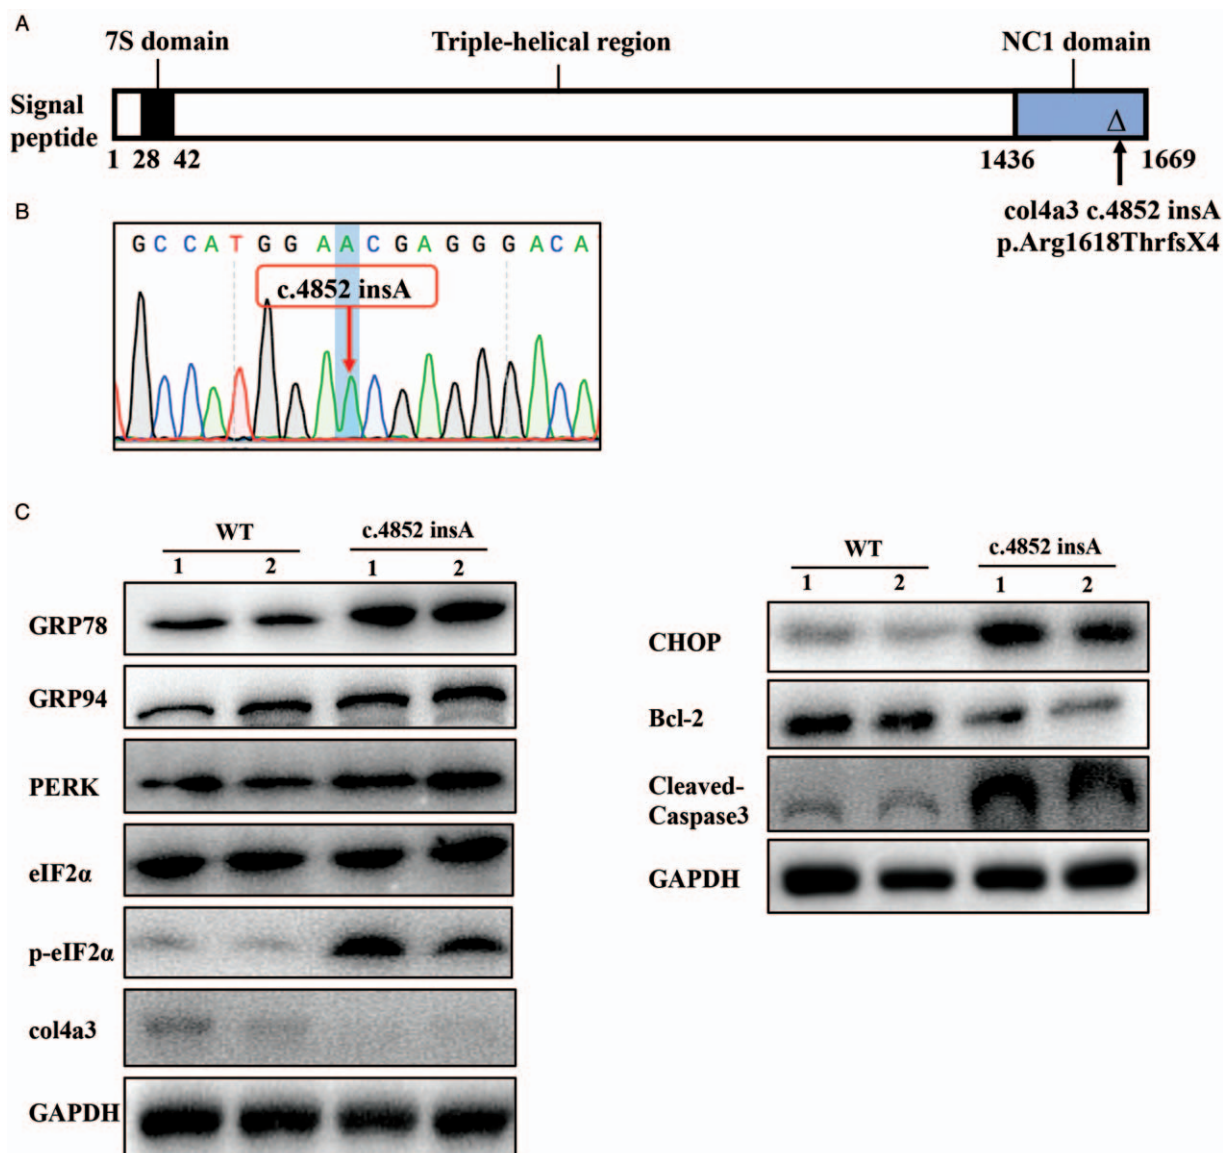 A
7S domain
Triple-helical region
NC1 domain
Signal
peptide
Δ
1 28 42 1436 1669
col4a3 c.4852 insA
p.Arg1618ThrfsX4
B
G C C A T G G A A C G A G G G A C A
c.4852 insA
C
WT c.4852 insA
1 2 1 2
GRP78
GRP94
PERK
eIF2α
p-eIF2α
col4a3
GAPDH
WT c.4852 insA
1 2 1 2
CHOP
Bcl-2
Cleaved-
Caspase3
GAPDH